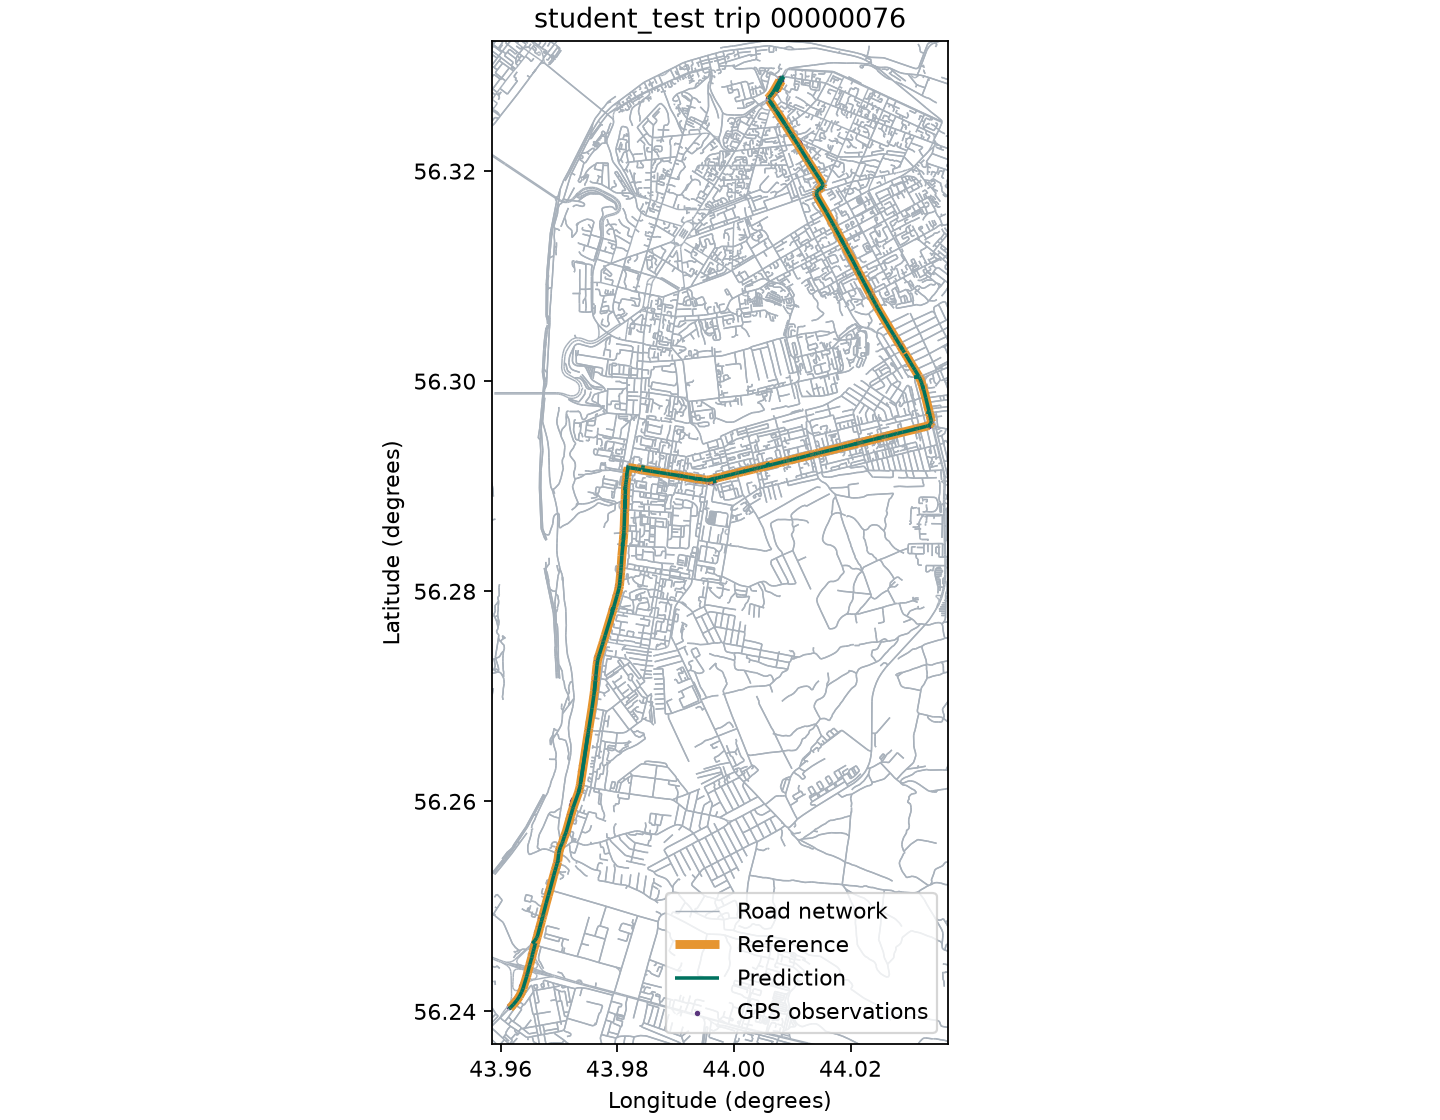 student_test trip 00000076
56.32
56.30
56.28
56.26
56.24
Latitude (degrees)
43.96 43.98 44.00 44.02
Longitude (degrees)
Road network
Reference
Prediction
GPS observations